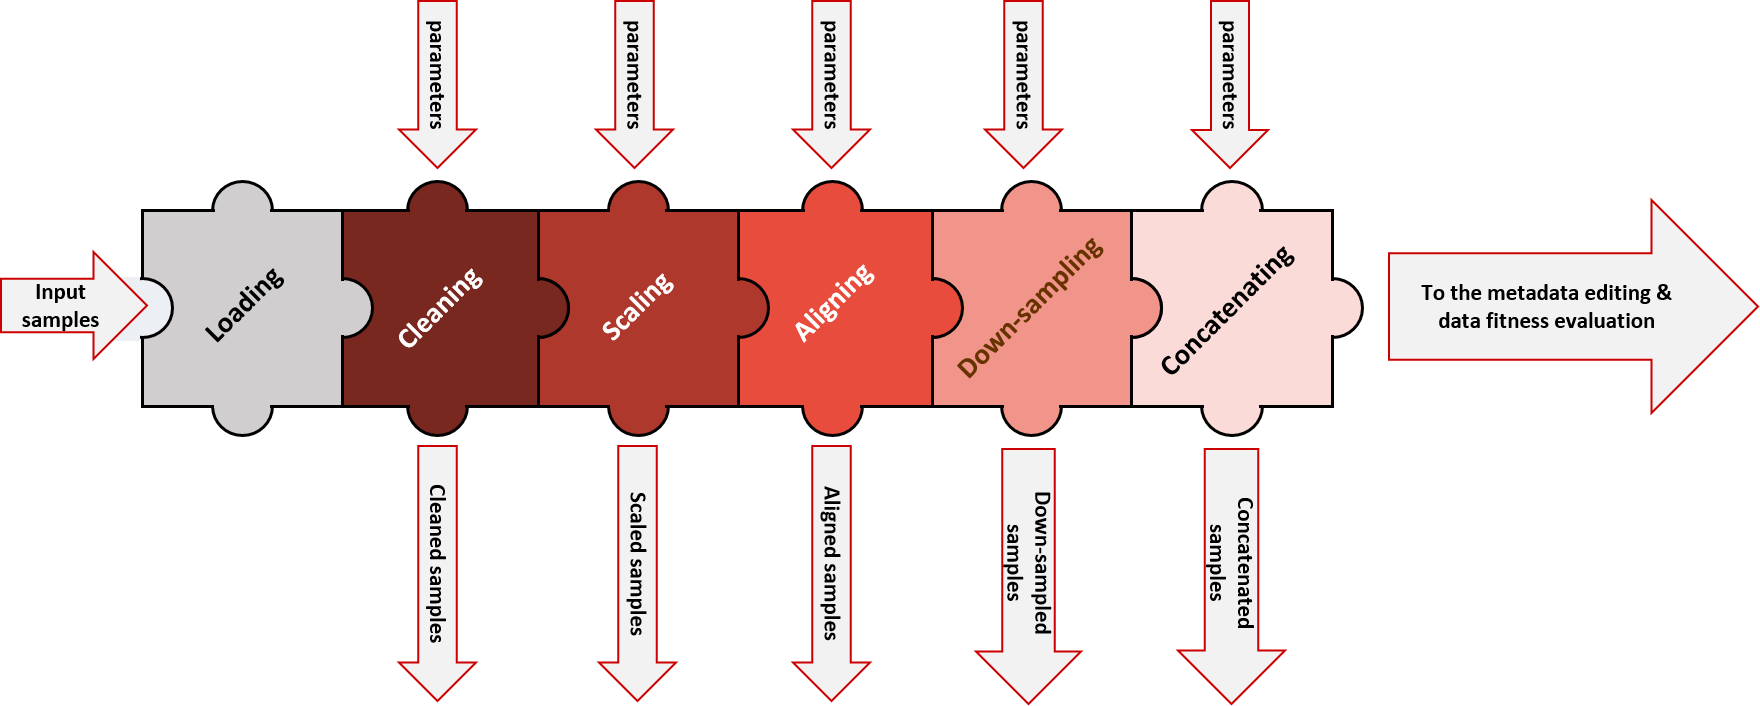 parameters
parameters
parameters
parameters
parameters
Input
samples
Loading
Cleaning
Scaling
Aligning
Down-sampling
Concatenating
To the metadata editing &
data fitness evaluation
Cleaned samples
Scaled samples
Aligned samples
Down-sampled
samples
Concatenated
samples